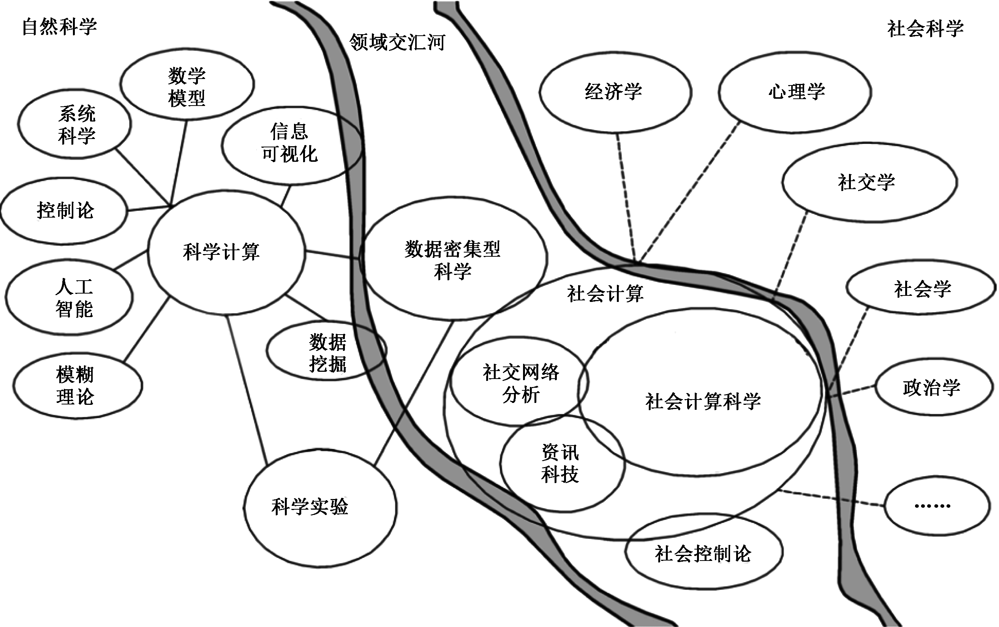 自然科学
领域交汇河
社会科学
数学
模型
系统
科学
信息
可视化
控制论
科学计算
人工
智能
模糊
理论
数据
挖掘
科学实验
数据密集型
科学
经济学
心理学
社交学
社会学
政治学
……
社会计算
社交网络
分析
社会计算科学
资讯
科技
社会控制论